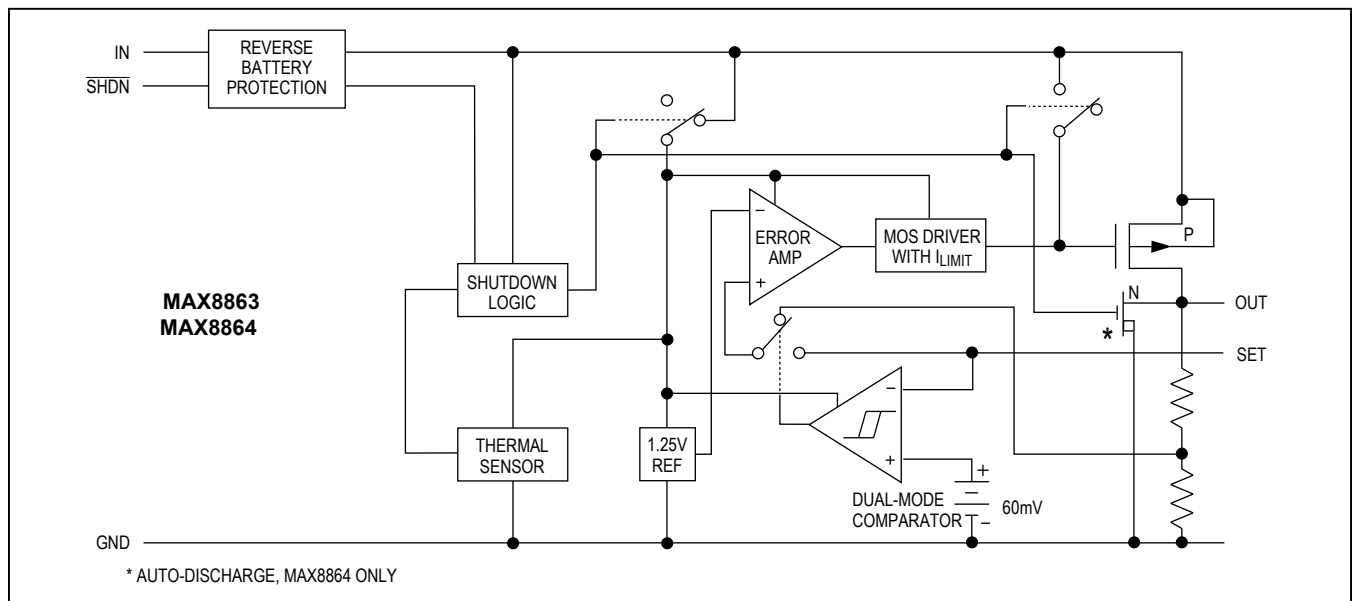 IN
SHDN
REVERSE
BATTERY
PROTECTION
MAX8863
MAX8864
SHUTDOWN
LOGIC
THERMAL
SENSOR
1.25V
REF
−
ERROR
AMP
+
MOS DRIVER
WITH ILIMIT
P
N
*
OUT
SET
−
+
DUAL-MODE
COMPARATOR
+
60mV
−
GND
* AUTO-DISCHARGE, MAX8864 ONLY